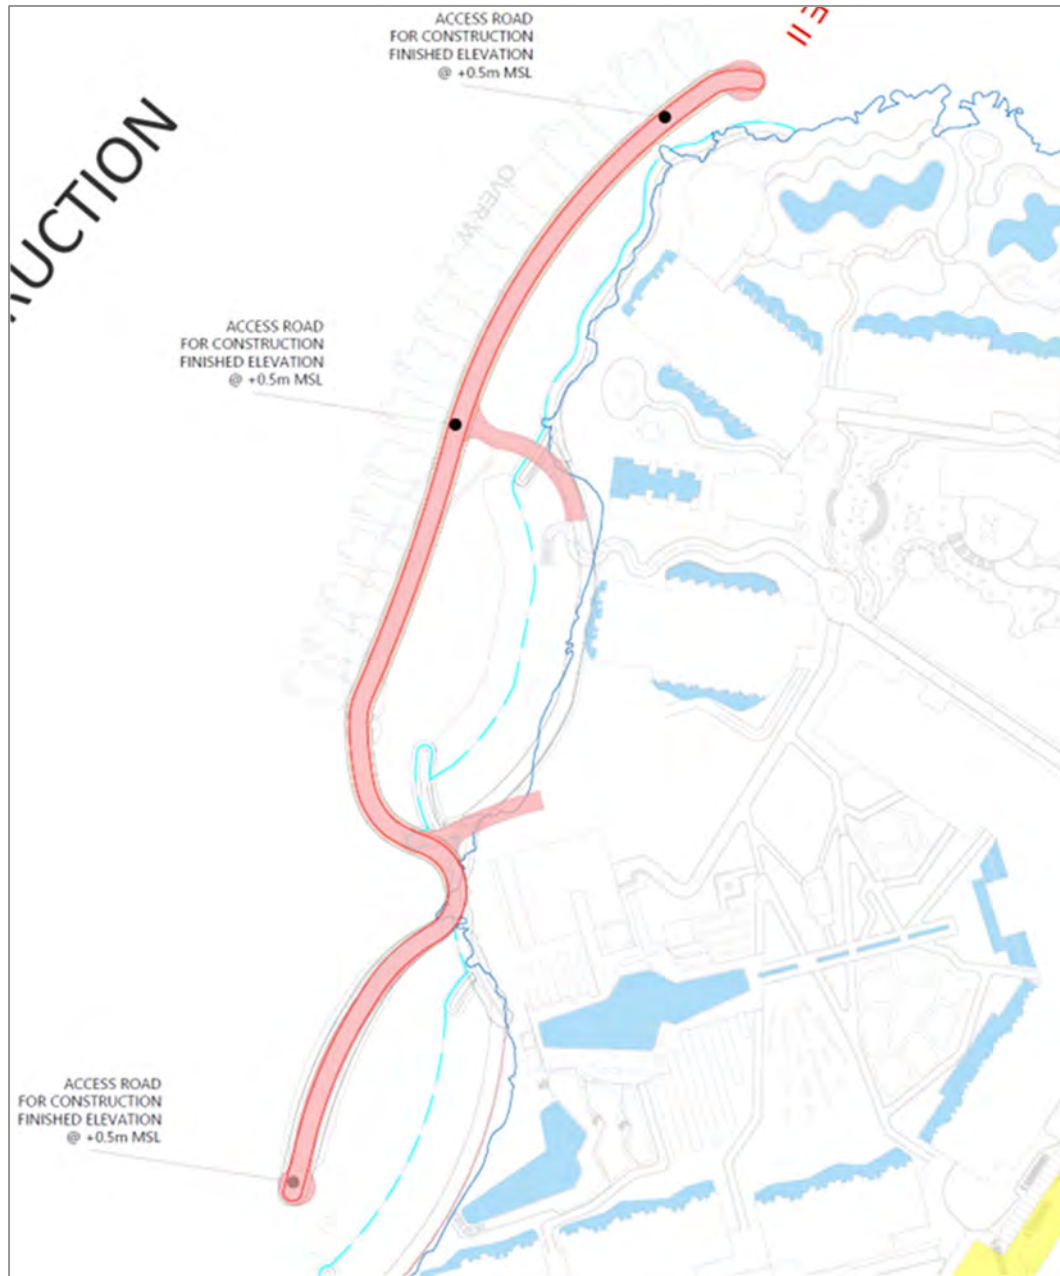 ACCESS ROAD
FOR CONSTRUCTION
FINISHED ELEVATION
@ +0.5m MSL
UCTION
OVERW
ACCESS ROAD
FOR CONSTRUCTION
FINISHED ELEVATION
@ +0.5m MSL
ACCESS ROAD
FOR CONSTRUCTION
FINISHED ELEVATION
@ +0.5m MSL